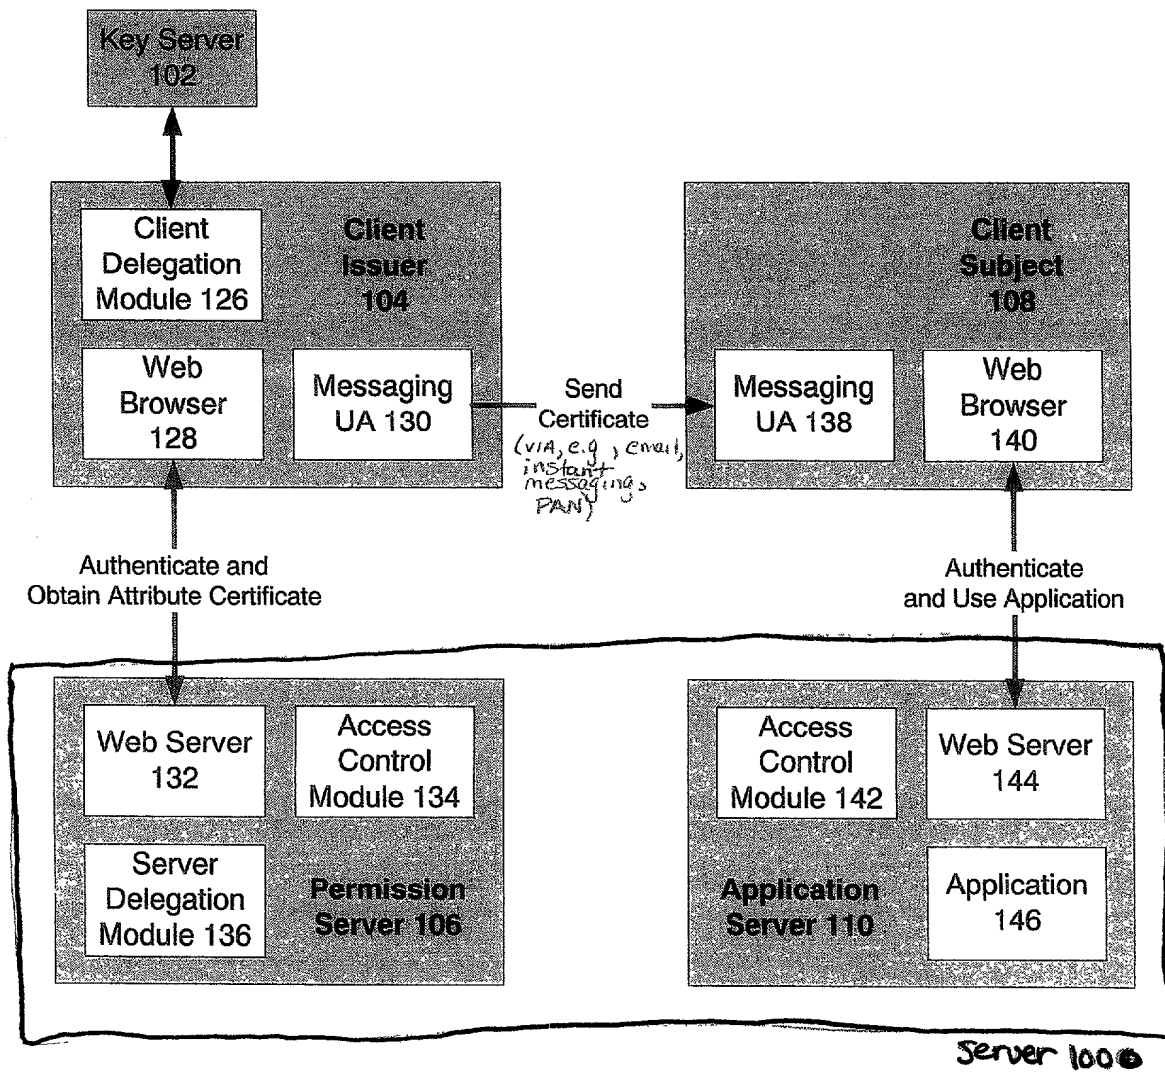 Key Server
102
Client
Delegation
Module 126
Client
Issuer
104
Web
Browser
128
Messaging
UA 130
Send
Certificate
(VIA, e.g., email,
instant
messaging,
PAN)
Client
Subject
108
Messaging
UA 138
Web
Browser
140
Authenticate and
Obtain Attribute Certificate
Authenticate
and Use Application
Web Server
132
Access
Control
Module 134
Server
Delegation
Module 136
Permission
Server 106
Access
Control
Module 142
Web Server
144
Application
Server 110
Application
146
Server 100